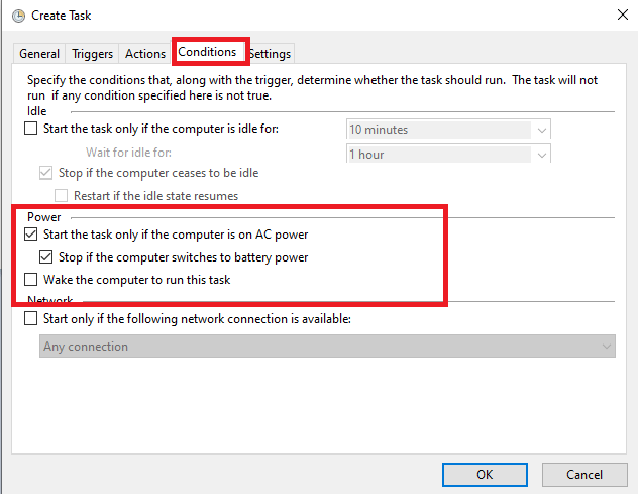 Create Task
General Triggers Actions Conditions Settings
Specify the conditions that, along with the trigger, determine whether the task should run. The task will not
run if any condition specified here is not true.
Idle
Start the task only if the computer is idle for: 10 minutes
Wait for idle for: 1 hour
Stop if the computer ceases to be idle
Restart if the idle state resumes
Power
Start the task only if the computer is on AC power
Stop if the computer switches to battery power
Wake the computer to run this task
Network
Start only if the following network connection is available:
Any connection
OK Cancel